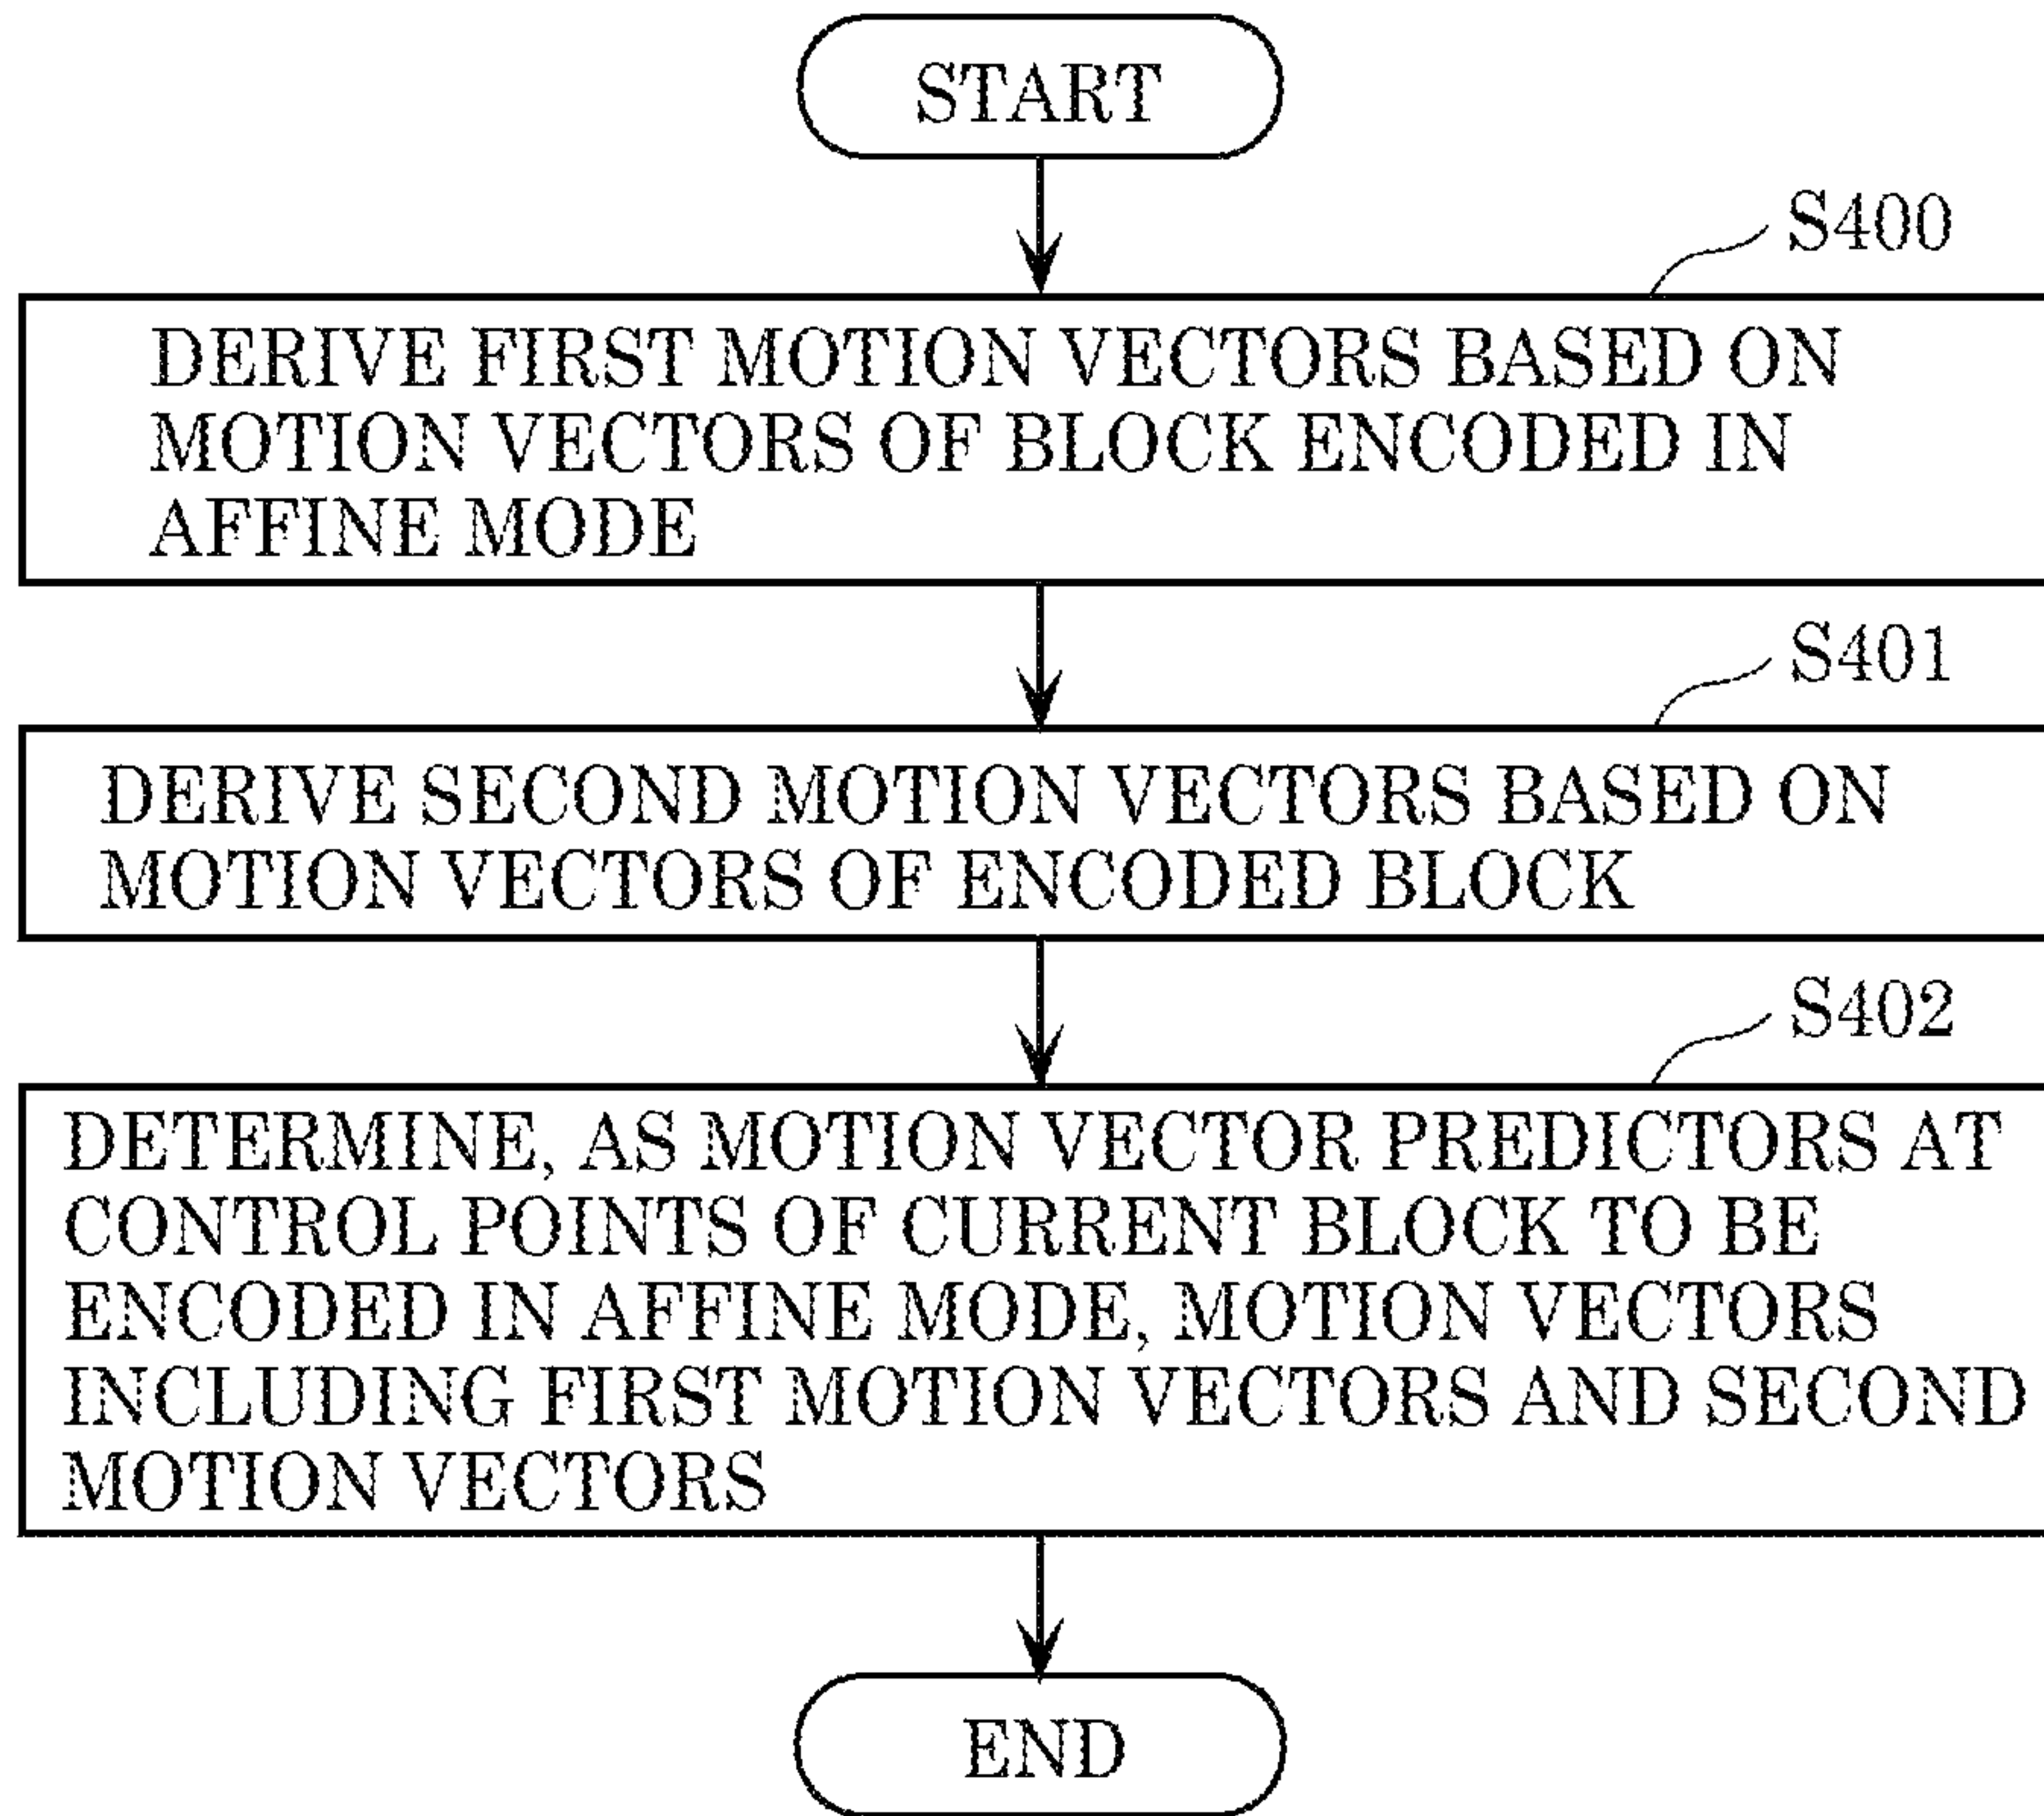 START
S400
DERIVE FIRST MOTION VECTORS BASED ON
MOTION VECTORS OF BLOCK ENCODED IN
AFFINE MODE
S401
DERIVE SECOND MOTION VECTORS BASED ON
MOTION VECTORS OF ENCODED BLOCK
S402
DETERMINE, AS MOTION VECTOR PREDICTORS AT
CONTROL POINTS OF CURRENT BLOCK TO BE
ENCODED IN AFFINE MODE, MOTION VECTORS
INCLUDING FIRST MOTION VECTORS AND SECOND
MOTION VECTORS
END